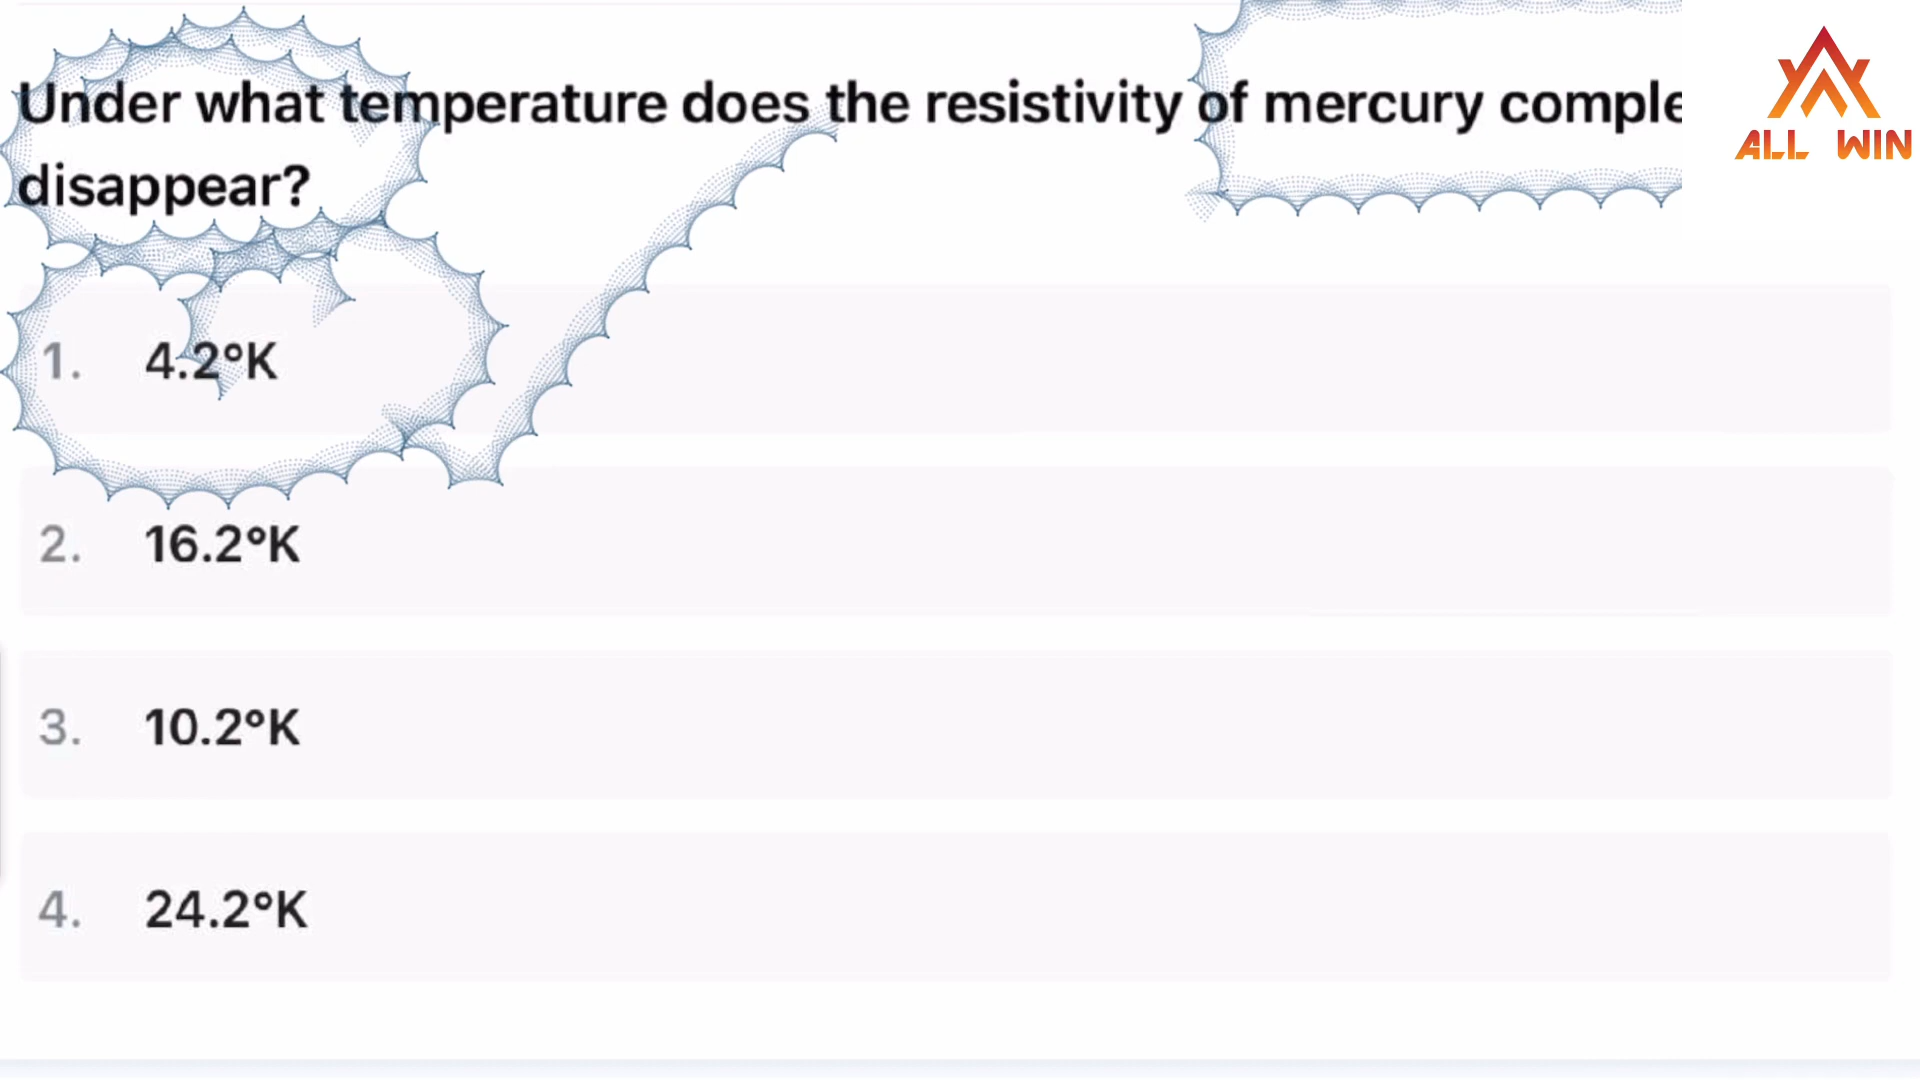 Under what temperature does the resistivity of mercury comple
disappear?
ALL WIN
1. 4.2°K
2. 16.2°K
3. 10.2°K
4. 24.2°K